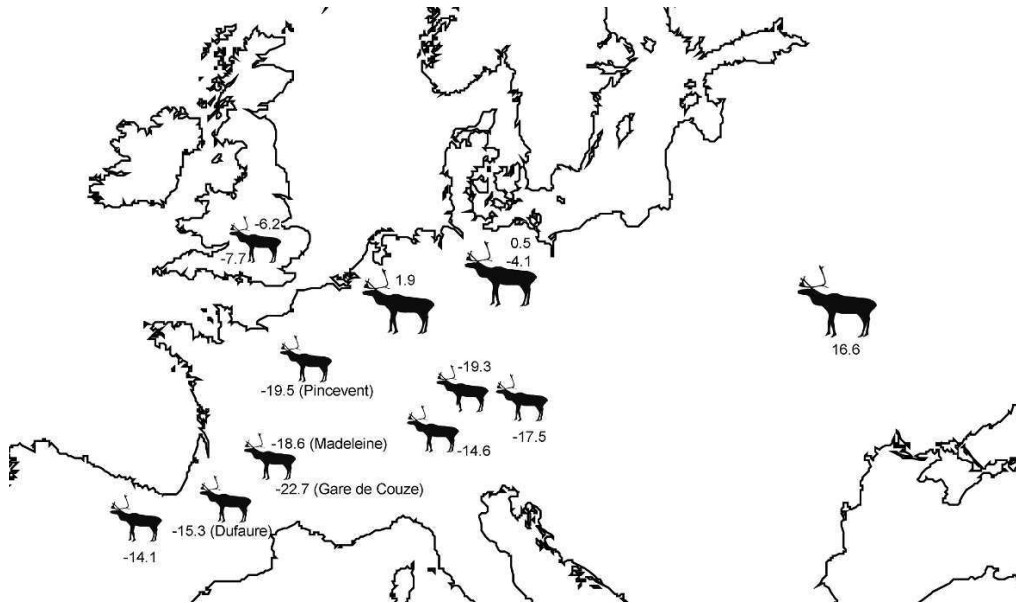 -6.2
-7.7
0.5
-4.1
1.9
16.6
-19.5 (Pincevent)
-19.3
-17.5
-14.6
-18.6 (Madeleine)
-22.7 (Gare de Couze)
-15.3 (Dufaure)
-14.1